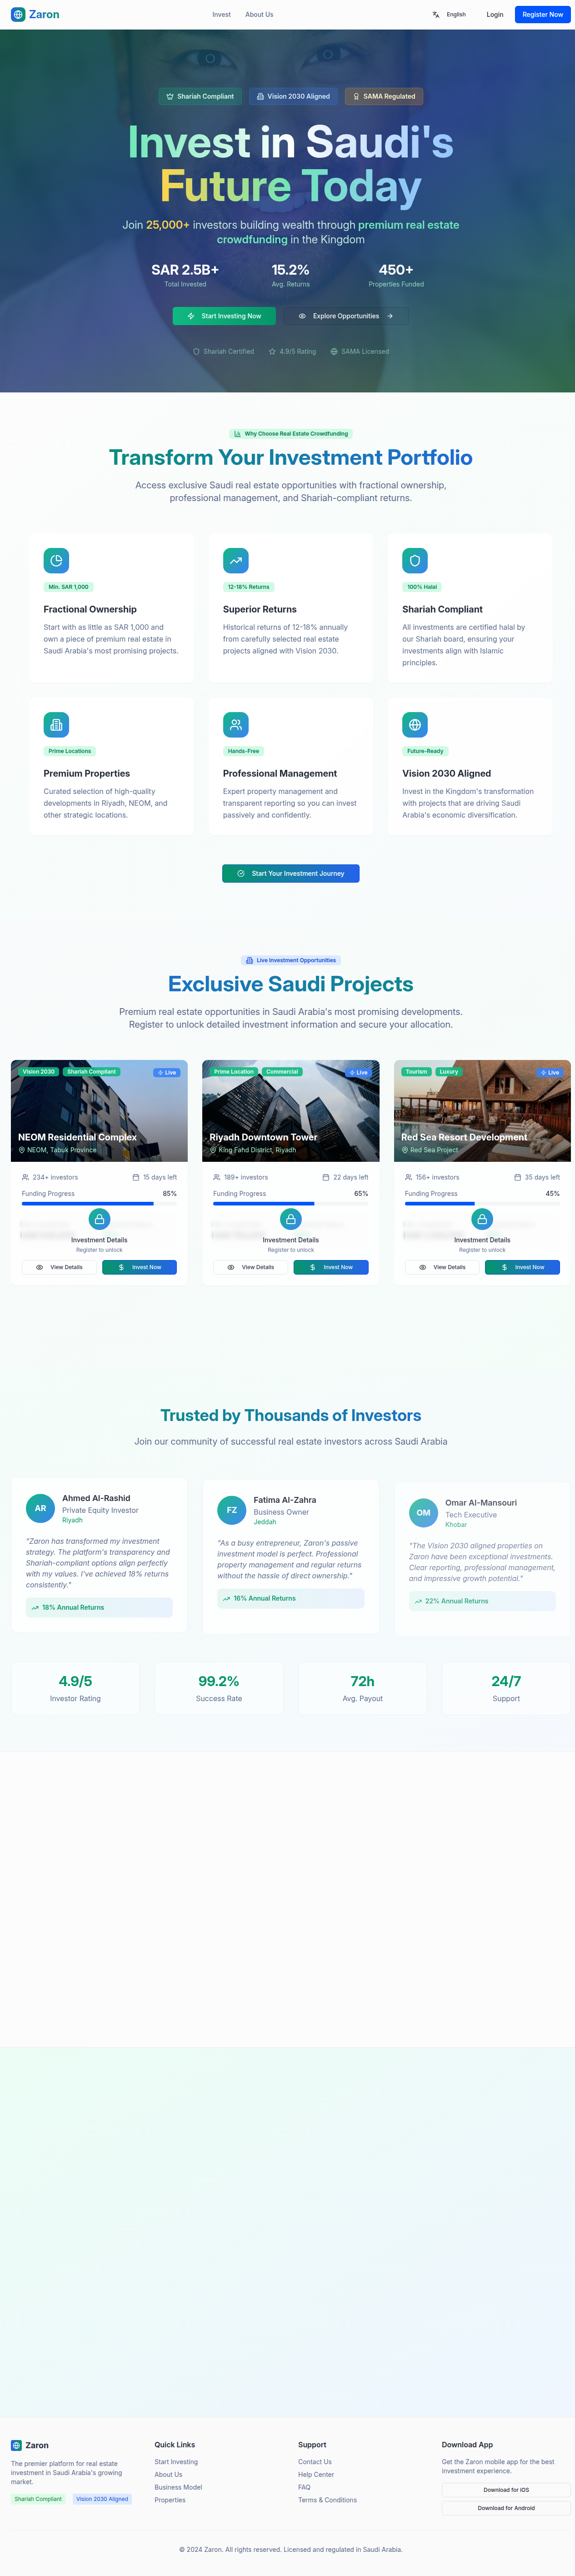 Zaron
Invest
About Us
English
Login
Register Now
Shariah Compliant
Vision 2030 Aligned
SAMA Regulated
Invest in Saudi's
Future Today
Join 25,000+ investors building wealth through premium real estate
crowdfunding in the Kingdom
SAR 2.5B+
Total Invested
15.2%
Avg. Returns
450+
Properties Funded
Start Investing Now
Explore Opportunities
Shariah Certified
4.9/5 Rating
SAMA Licensed
Why Choose Real Estate Crowdfunding
Transform Your Investment Portfolio
Access exclusive Saudi real estate opportunities with fractional ownership,
professional management, and Shariah-compliant returns.
Min. SAR 1,000
Fractional Ownership
Start with as little as SAR 1,000 and
own a piece of premium real estate in
Saudi Arabia's most promising projects.
12-18% Returns
Superior Returns
Historical returns of 12-18% annually
from carefully selected real estate
projects aligned with Vision 2030.
100% Halal
Shariah Compliant
All investments are certified halal by
our Shariah board, ensuring your
investments align with Islamic
principles.
Prime Locations
Premium Properties
Curated selection of high-quality
developments in Riyadh, NEOM, and
other strategic locations.
Hands-Free
Professional Management
Expert property management and
transparent reporting so you can invest
passively and confidently.
Future-Ready
Vision 2030 Aligned
Invest in the Kingdom's transformation
with projects that are driving Saudi
Arabia's economic diversification.
Start Your Investment Journey
Live Investment Opportunities
Exclusive Saudi Projects
Premium real estate opportunities in Saudi Arabia's most promising developments.
Register to unlock detailed investment information and secure your allocation.
Vision 2030
Shariah Compliant
Live
NEOM Residential Complex
NEOM, Tabuk Province
234+ investors
15 days left
Funding Progress
85%
Investment Details
Register to unlock
View Details
Invest Now
Prime Location
Commercial
Live
Riyadh Downtown Tower
King Fahd District, Riyadh
189+ investors
22 days left
Funding Progress
65%
Investment Details
Register to unlock
View Details
Invest Now
Tourism
Luxury
Live
Red Sea Resort Development
Red Sea Project
156+ investors
35 days left
Funding Progress
45%
Investment Details
Register to unlock
View Details
Invest Now
Trusted by Thousands of Investors
Join our community of successful real estate investors across Saudi Arabia
AR
Ahmed Al-Rashid
Private Equity Investor
Riyadh
"Zaron has transformed my investment
strategy. The platform's transparency and
Shariah-compliant options align perfectly
with my values. I've achieved 18% returns
consistently."
18% Annual Returns
FZ
Fatima Al-Zahra
Business Owner
Jeddah
"As a busy entrepreneur, Zaron's passive
investment model is perfect. Professional
property management and regular returns
without the hassle of direct ownership."
16% Annual Returns
OM
Omar Al-Mansouri
Tech Executive
Khobar
"The Vision 2030 aligned properties on
Zaron have been exceptional investments.
Clear reporting, professional management,
and impressive growth potential."
22% Annual Returns
4.9/5
Investor Rating
99.2%
Success Rate
72h
Avg. Payout
24/7
Support
Zaron
The premier platform for real estate
investment in Saudi Arabia's growing
market.
Shariah Compliant
Vision 2030 Aligned
Quick Links
Start Investing
About Us
Business Model
Properties
Support
Contact Us
Help Center
FAQ
Terms & Conditions
Download App
Get the Zaron mobile app for the best
investment experience.
Download for iOS
Download for Android
© 2024 Zaron. All rights reserved. Licensed and regulated in Saudi Arabia.